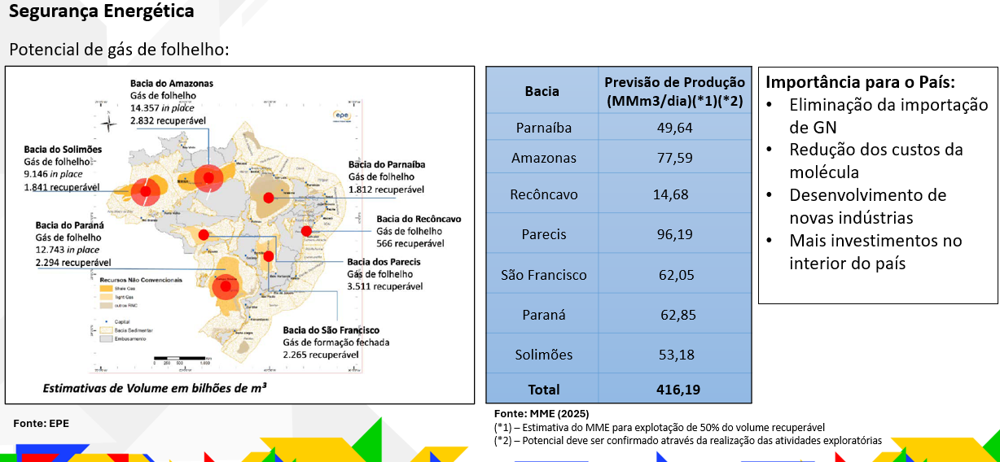 Segurança Energética
Potencial de gás de folhelho:
Bacia do Amazonas
Gás de folhelho
14.357 in place
2.832 recuperável
epe
Bacia do Solimões
Gás de folhelho
9.146 in place
1.841 recuperável
Bacia do Parnaíba
Gás de folhelho
1.812 recuperável
Bacia do Paraná
Gás de folhelho
12.743 in place
2.294 recuperável
Bacia do Recôncavo
Gás de folhelho
566 recuperável
Bacia dos Parecis
Gás de folhelho
3.511 recuperável
Recursos Não Convencionais
Shale Gas
Tight Gas
outros RNC
Capital
Bacia Sedimentar
Embasamento
Bacia do São Francisco
Gás de formação fechada
2.265 recuperável
Estimativas de Volume em bilhões de m³
Fonte: EPE
Bacia Previsão de Produção
(MMm3/dia)(*1)(*2)
Parnaíba 49,64
Amazonas 77,59
Recôncavo 14,68
Parecis 96,19
São Francisco 62,05
Paraná 62,85
Solimões 53,18
Total 416,19
Fonte: MME (2025)
(*1) – Estimativa do MME para explotação de 50% do volume recuperável
(*2) – Potencial deve ser confirmado através da realização das atividades exploratórias
Importância para o País:
• Eliminação da importação
de GN
• Redução dos custos da
molécula
• Desenvolvimento de
novas indústrias
• Mais investimentos no
interior do país